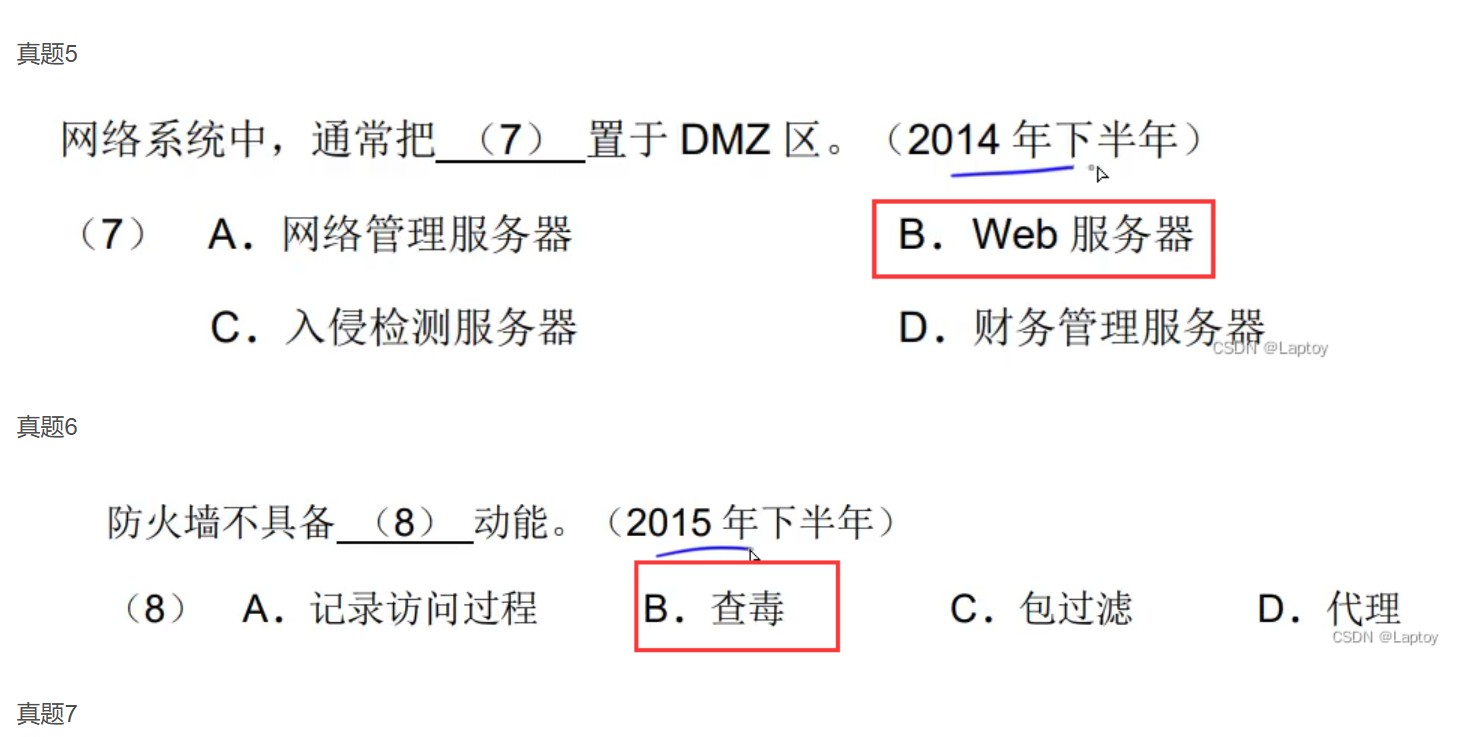 真题5
网络系统中，通常把 （7） 置于 DMZ 区。（2014 年下半年）
（7） A．网络管理服务器 B．Web 服务器
C．入侵检测服务器 D．财务管理服务器
CSDN @Laptoy
真题6
防火墙不具备 （8） 动能。（2015 年下半年）
（8） A．记录访问过程 B．查毒 C．包过滤 D．代理
CSDN @Laptoy
真题7